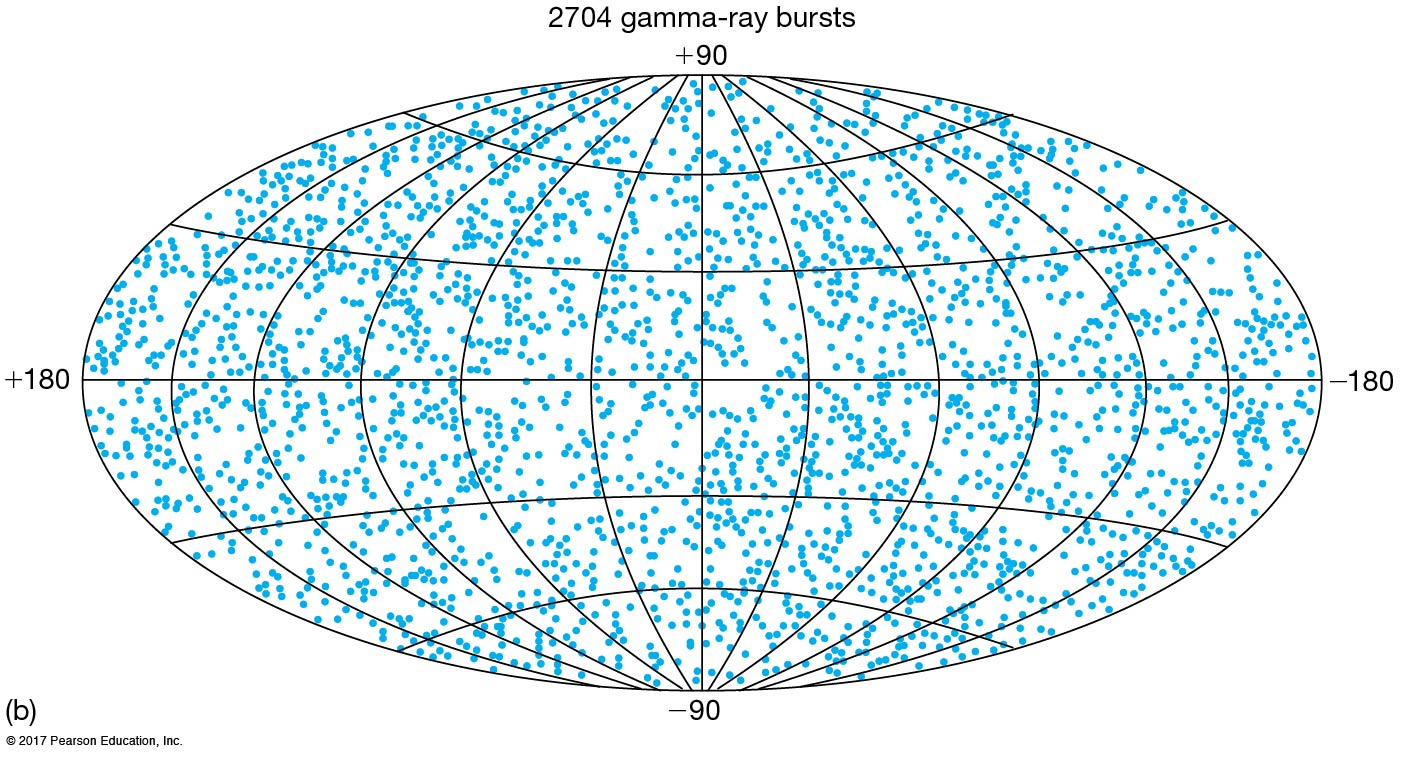 2704 gamma-ray bursts
+90
+180
−180
−90
(b)
© 2017 Pearson Education, Inc.